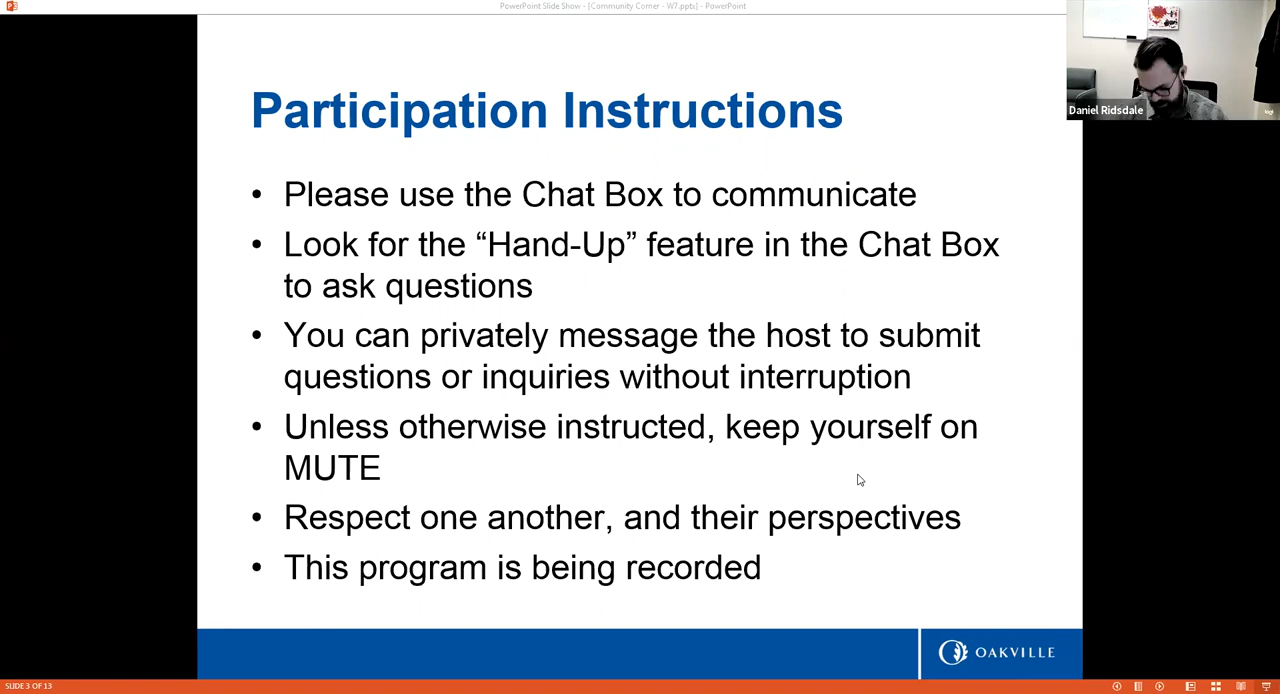 PowerPoint Slide Show - [Community Corner - W7.pptx] - PowerPoint
Daniel Ridsdale
Participation Instructions
• Please use the Chat Box to communicate
• Look for the “Hand-Up” feature in the Chat Box
to ask questions
• You can privately message the host to submit
questions or inquiries without interruption
• Unless otherwise instructed, keep yourself on
MUTE
• Respect one another, and their perspectives
• This program is being recorded
OAKVILLE
SLIDE 3 OF 13